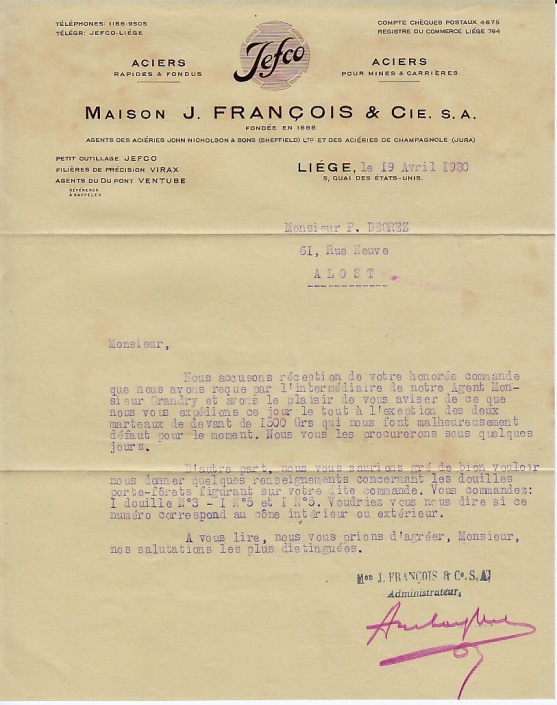 TÉLÉPHONES: 1188-9505
TÉLÉGR: JEFCO-LIÉGE
COMPTE CHÈQUES POSTAUX 4675
REGISTRE DU COMMERCE LIÉGE 764
Jefco
ACIERS
RAPIDES & FONDUS
ACIERS
POUR MINES & CARRIÈRES
MAISON J. FRANÇOIS & CIE. S.A.
FONDÉE EN 1888
AGENTS DES ACIÉRIES JOHN NICHOLSON & SONS (SHEFFIELD) LTD ET DES ACIÉRIES DE CHAMPAGNOLE (JURA)
PETIT OUTILLAGE JEFCO
FILIÈRES DE PRÉCISION VIRAX
AGENTS DU DU PONT VENTUBE
RÉFÉRENCE
A RAPPELER
LIÉGE, le 19 Avril 1930
5, QUAI DES ÉTATS-UNIS.
Monsieur P. DEGREZ
61, Rue Neuve
ALOST
Monsieur,
Nous accusons réception de votre honorée commande
que nous avons reçue par l'intermédiaire de notre Agent Mon-
sieur Grandry et avons le plaisir de vous aviser de ce que
nous vous expédions ce jour le tout à l'exeption des deux
marteaux de devant de I500 Grs qui nous font malheureusement
défaut pour le moment. Nous vous les procurerons sous quelques
jours.
D'autre part, nous vous saurions gré de bien vouloir
nous donner quelques renseignements concernant les douilles
porte-forêts figurant sur votre dite commande. Vous commandez:
I douille N°3 - I N°5 et I N°5. Voudriez vous nous dire si ce
numéro correspond au cône intérieur ou extérieur.
A vous lire, nous vous prions d'agréer, Monsieur,
nos salutations les plus distinguées.
Mon J. FRANÇOIS & Co. S.A.
Administrateur,